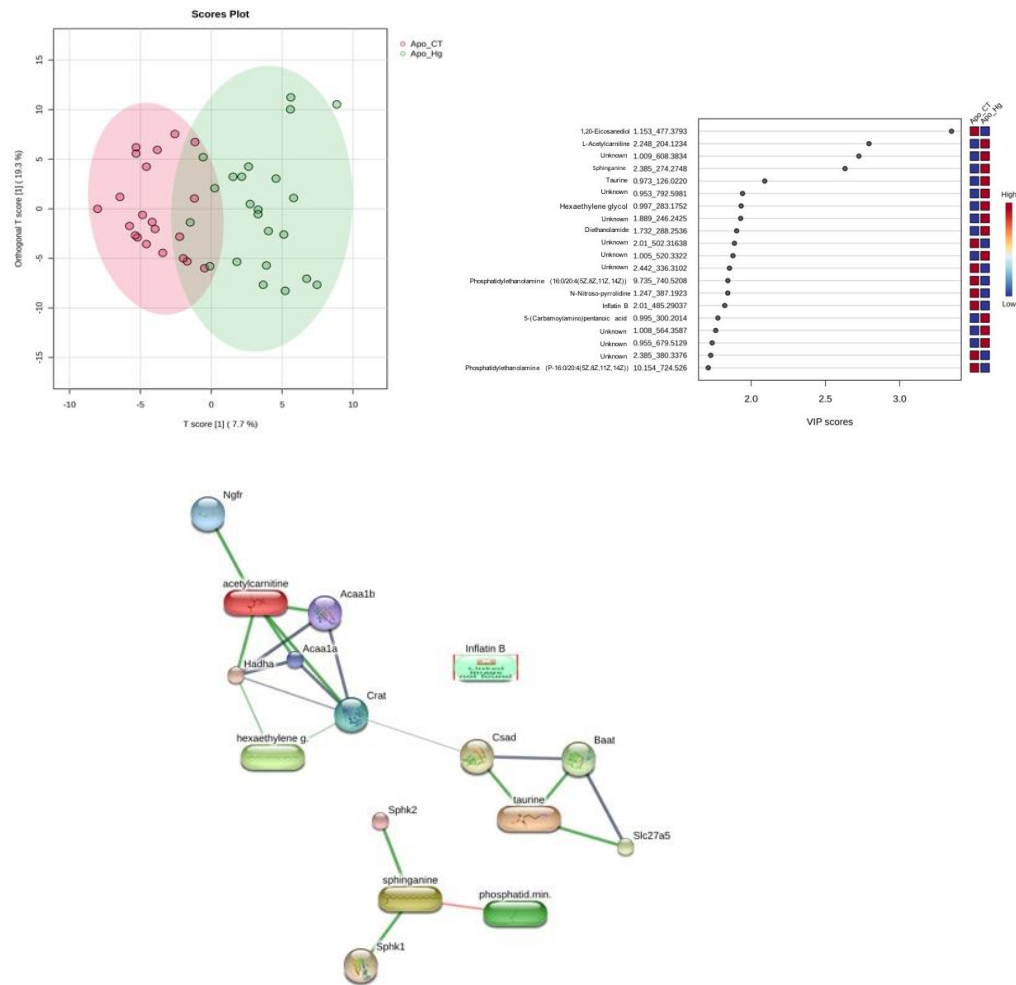 Scores Plot
Apo_CT
Apo_Hg
Orthogonal T score [1] ( 19.3 %)
15
10
5
0
-5
-10
-15
-10
-5
0
5
10
T score [1] ( 7.7 %)
Apo_CT
Apo_Hg
1,20-Eicosanediol 1.153_477.3793
L-Acetylcarnitine 2.248_204.1234
Unknown 1.009_608.3834
Sphinganine 2.385_274.2748
Taurine 0.973_126.0220
Unknown 0.953_792.5981
Hexaethylene glycol 0.997_283.1752
Unknown 1.889_246.2425
Diethanolamide 1.732_288.2536
Unknown 2.01_502.31638
Unknown 1.005_520.3322
Unknown 2.442_336.3102
Phosphatidylethanolamine (16:0/20:4(5Z,8Z,11Z,14Z)) 9.735_740.5208
N-Nitroso-pyrrolidine 1.247_387.1923
Inflatin B 2.01_485.29037
5-(Carbamoylamino)pentanoic acid 0.995_300.2014
Unknown 1.008_564.3587
Unknown 0.955_679.5129
Unknown 2.385_380.3376
Phosphatidylethanolamine (P-16:0/20:4(5Z,8Z,11Z,14Z)) 10.154_724.526
High
Low
2.0
2.5
3.0
VIP scores
Ngfr
acetylcarnitine
Acaa1b
Acaa1a
Hadha
Crat
hexaethylene g.
Inflatin B
Csad
Baat
taurine
Slc27a5
Sphk2
sphinganine
phosphatid.min.
Sphk1